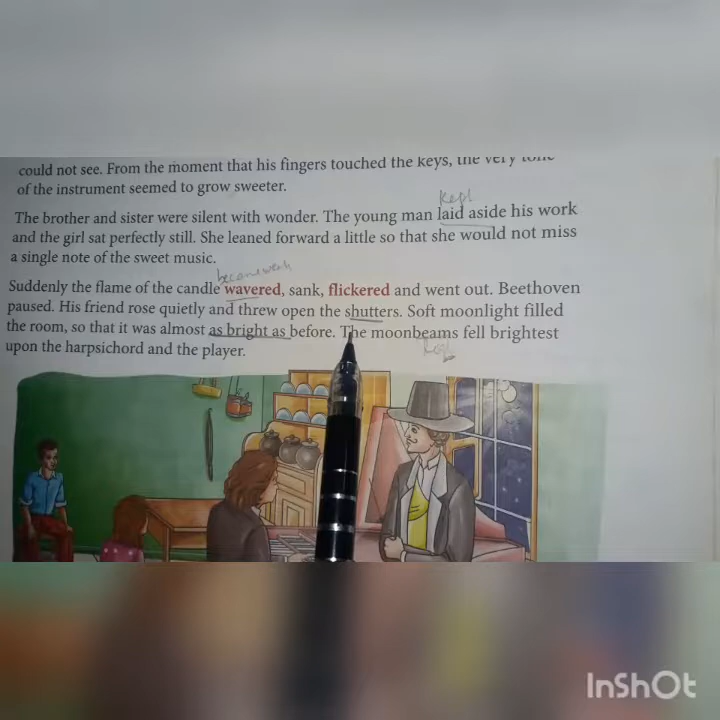 could not see. From the moment that his fingers touched the keys, the very tone
of the instrument seemed to grow sweeter.
kept
The brother and sister were silent with wonder. The young man laid aside his work
and the girl sat perfectly still. She leaned forward a little so that she would not miss
a single note of the sweet music.
Suddenly the flame of the candle wavered, sank, flickered and went out. Beethoven
paused. His friend rose quietly and threw open the shutters. Soft moonlight filled
the room, so that it was almost as bright as before. The moonbeams fell brightest
upon the harpsichord and the player.
InShOt